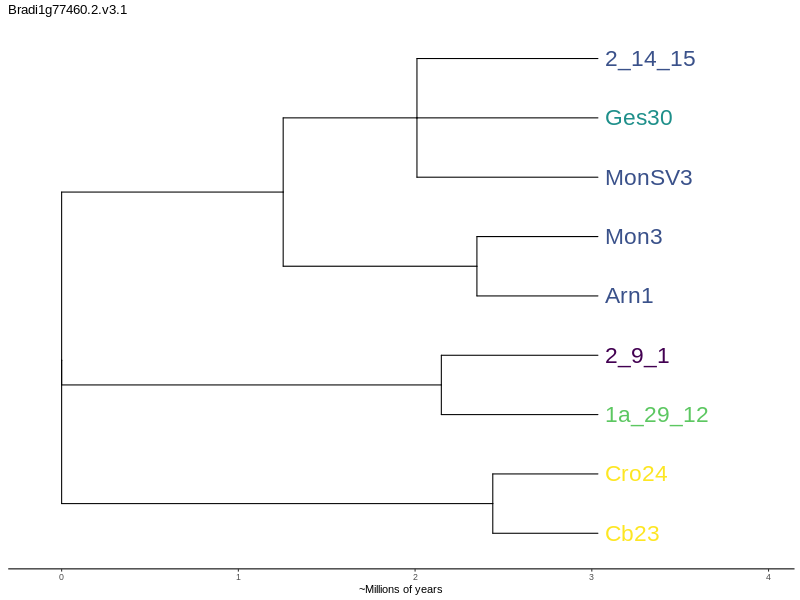 Bradi1g77460.2.v3.1
2_14_15
Ges30
MonSV3
Mon3
Arn1
2_9_1
1a_29_12
Cro24
Cb23
0 1 2 3 4
~Millions of years